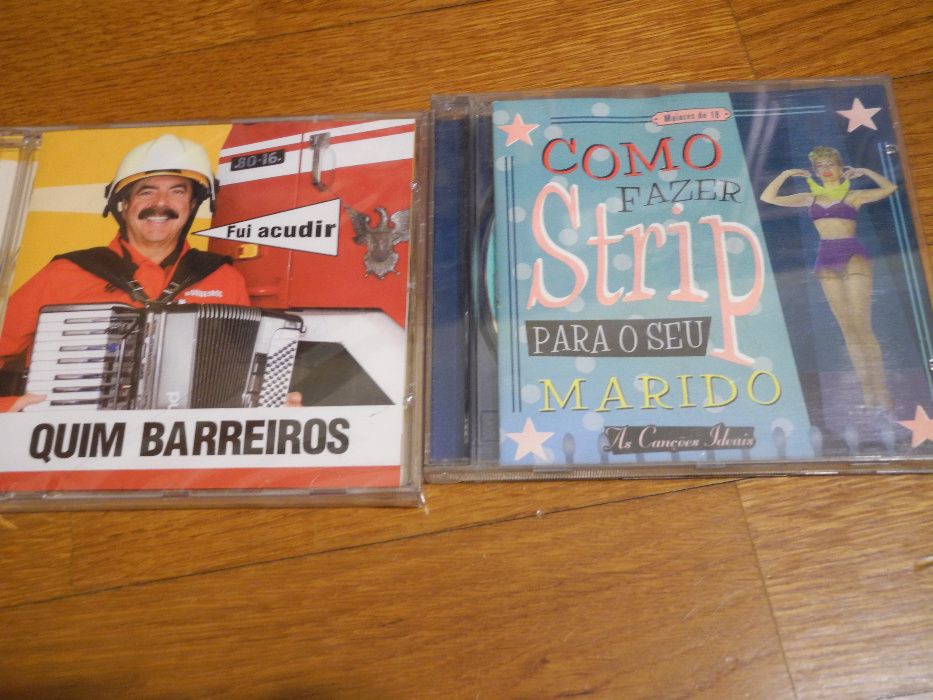 .80-16.
Fui acudir
QUIM BARREIROS
Maiores de 18
COMO
FAZER
Strip
PARA O SEU
MARIDO
As Canções Ideais